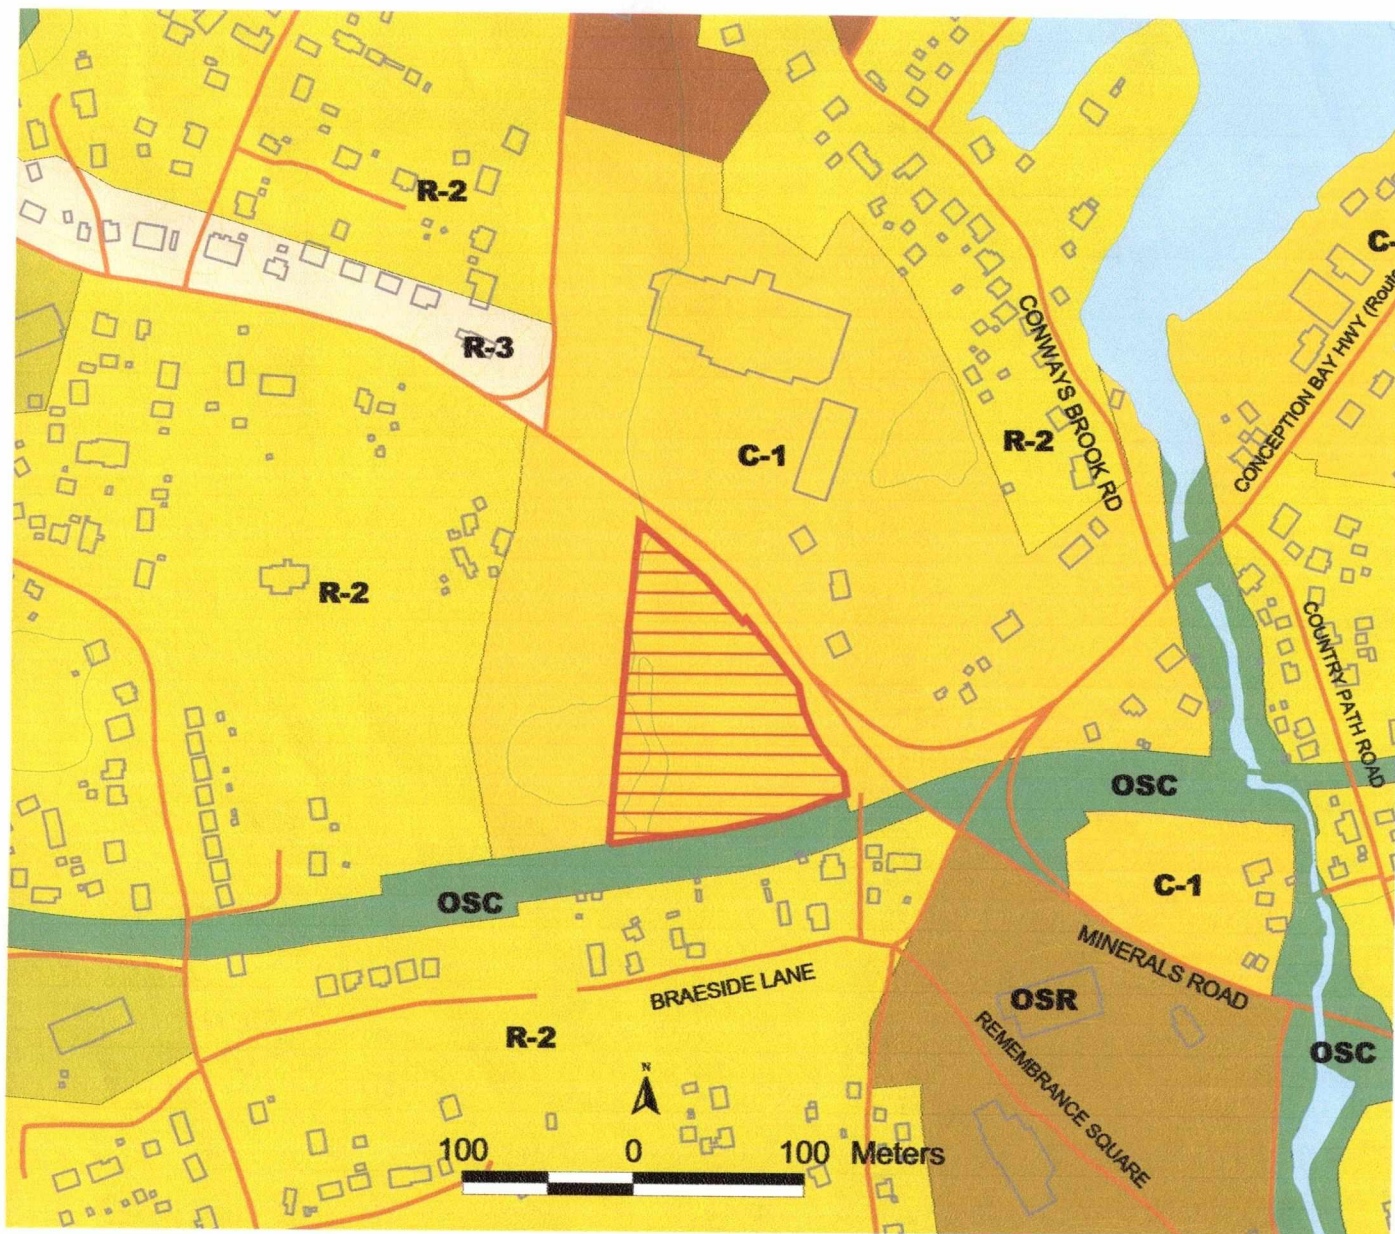 R-2
C-
R-3
CONWAYS BROOK RD
CONCEPTION BAY HWY (Route
C-1
R-2
R-2
COUNTRY PATH ROAD
OSC
C-1
OSC
MINERALS ROAD
BRAESIDE LANE
OSR
R-2
REMEMBRANCE SQUARE
OSC
N
100 0 100 Meters